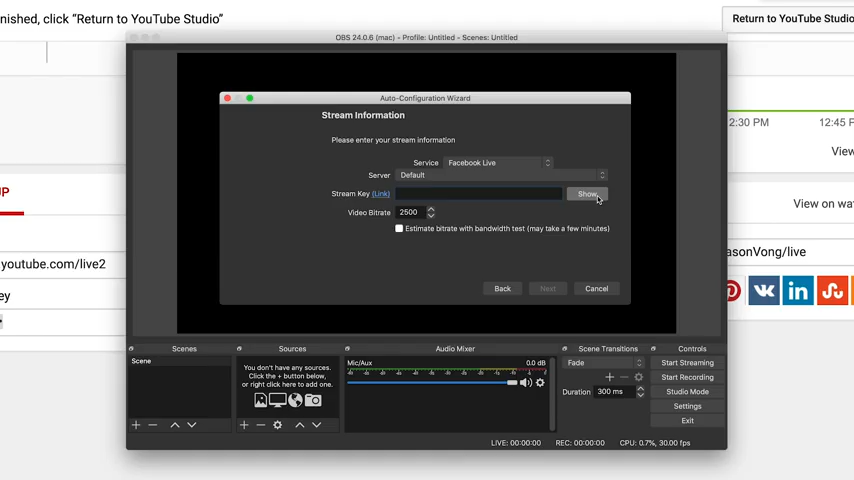 nished, click “Return to YouTube Studio”
Return to YouTube Studio
OBS 24.0.6 (mac) - Profile: Untitled - Scenes: Untitled
Auto-Configuration Wizard
Stream Information
Please enter your stream information
Service Facebook Live
Server Default
Stream Key (Link) Show
Video Bitrate 2500
Estimate bitrate with bandwidth test (may take a few minutes)
Back Next Cancel
2:30 PM 12:45 P
View
UP
View on wat
youtube.com/live2
asonVong/live
ey
Scenes Sources Audio Mixer Scene Transitions Controls
Scene
You don't have any sources.
Click the + button below,
or right click here to add one.
Mic/Aux 0.0 dB
Fade
Duration 300 ms
Start Streaming
Start Recording
Studio Mode
Settings
Exit
LIVE: 00:00:00 REC: 00:00:00 CPU: 0.7%, 30.00 fps